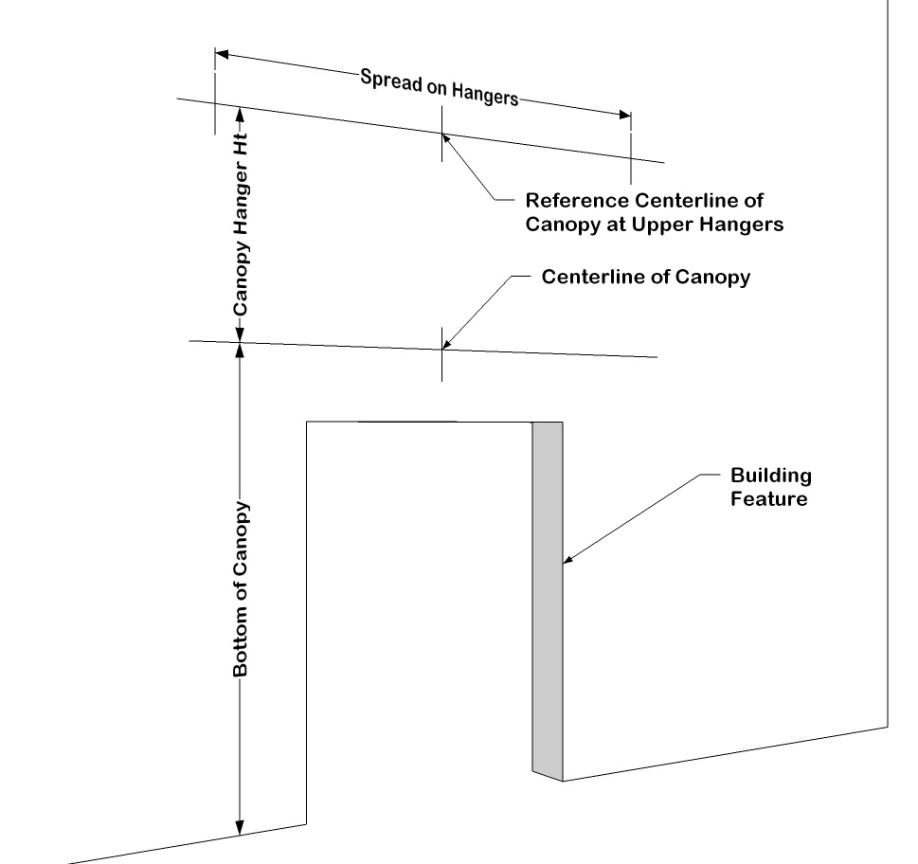 Spread on Hangers
Canopy Hanger Ht
Reference Centerline of
Canopy at Upper Hangers
Centerline of Canopy
Building
Feature
Bottom of Canopy